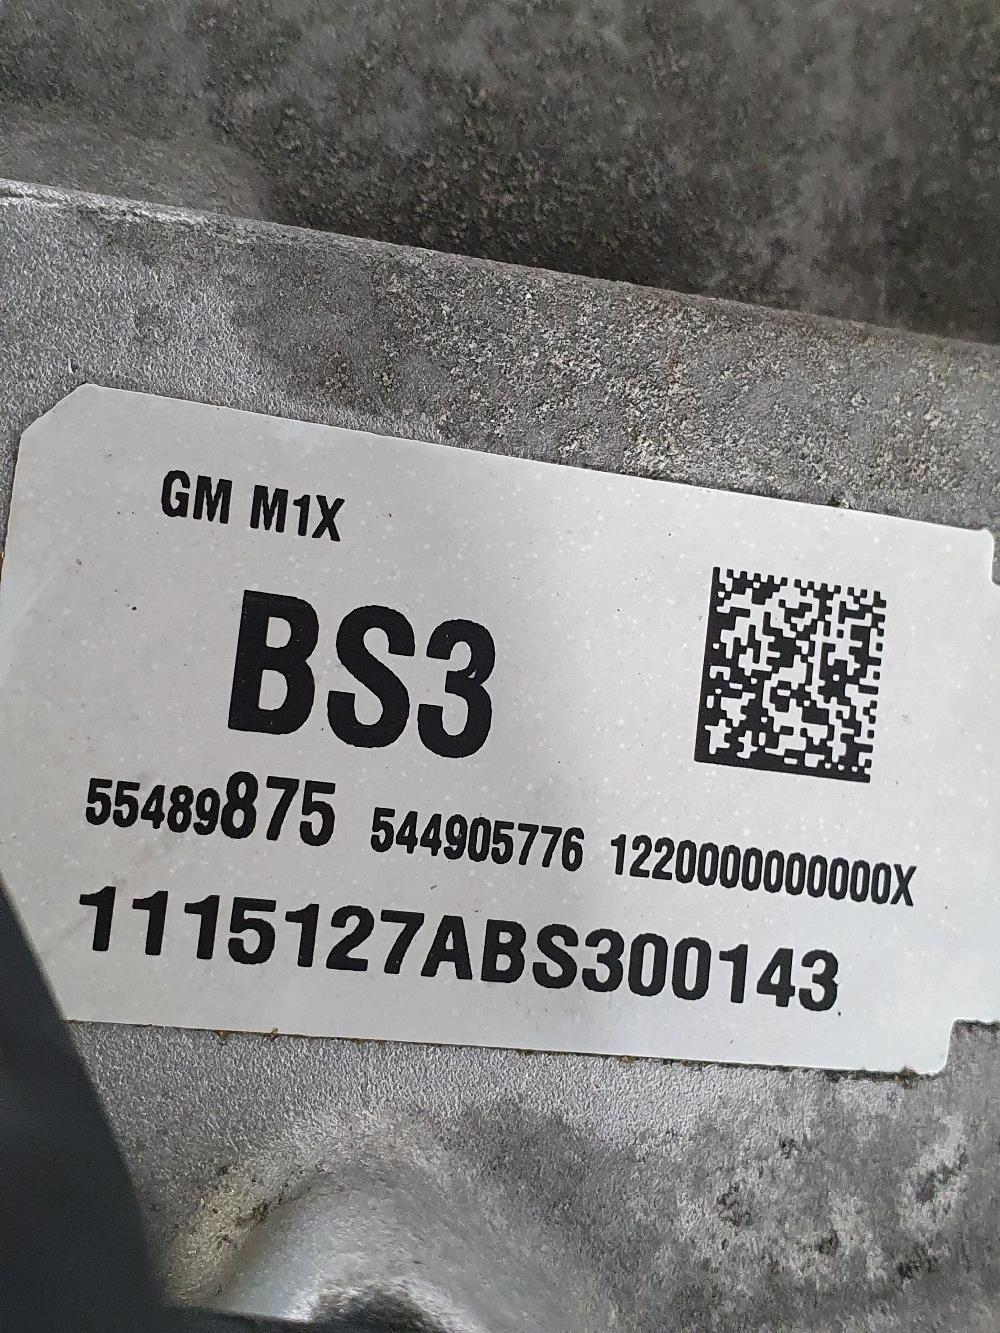 GM M1X
BS3
55489875 544905776 1220000000000X
1115127ABS300143